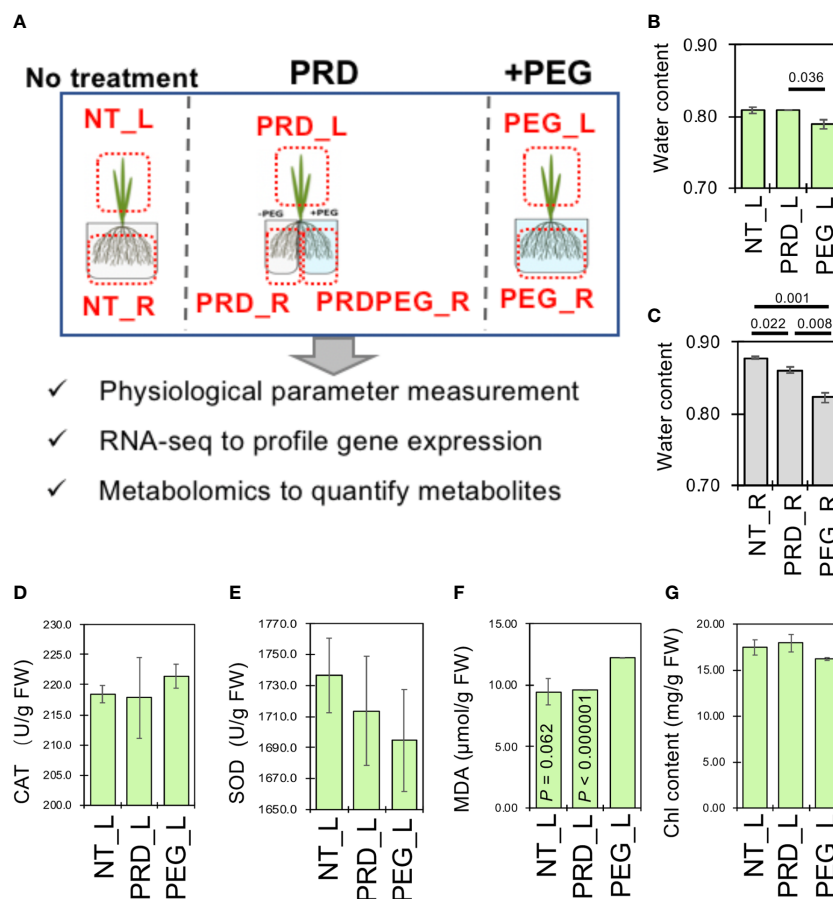 A
No treatment
PRD
+PEG
NT_L
PRD_L
PEG_L
-PEG
+PEG
NT_R
PRD_R
PRDPEG_R
PEG_R
✓ Physiological parameter measurement
✓ RNA-seq to profile gene expression
✓ Metabolomics to quantify metabolites
B
Water content
0.90
0.80
0.70
0.036
NT_L
PRD_L
PEG_L
C
Water content
0.90
0.80
0.70
0.001
0.022
0.008
NT_R
PRD_R
PEG_R
D
CAT (U/g FW)
230.0
225.0
220.0
215.0
210.0
205.0
200.0
NT_L
PRD_L
PEG_L
E
SOD (U/g FW)
1770.0
1730.0
1710.0
1690.0
1670.0
1650.0
NT_L
PRD_L
PEG_L
F
MDA (µmol/g FW)
15.00
10.00
5.00
0.00
P = 0.062
P < 0.000001
NT_L
PRD_L
PEG_L
G
Chl content (mg/g FW)
20.00
15.00
10.00
5.00
0.00
NT_L
PRD_L
PEG_L